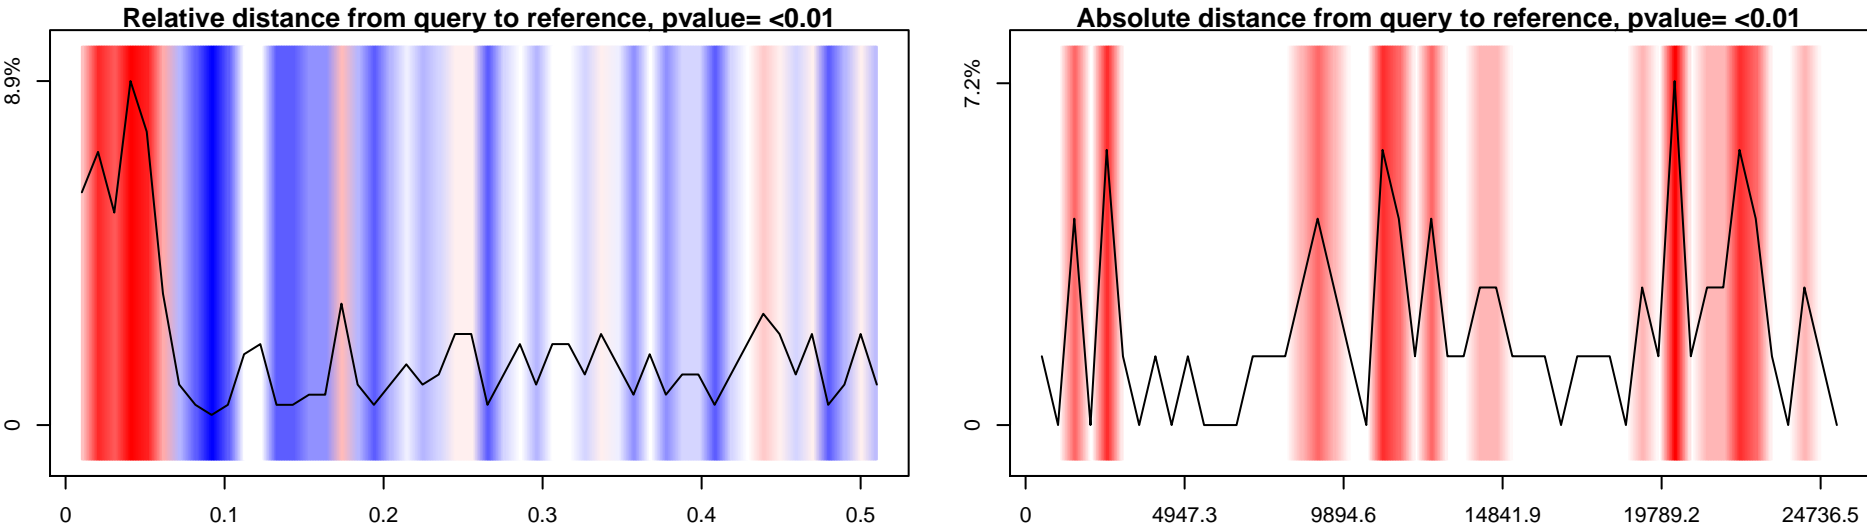 Relative distance from query to reference, pvalue= <0.01
8.9%
0
0 0.1 0.2 0.3 0.4 0.5
Absolute distance from query to reference, pvalue= <0.01
7.2%
0
0 4947.3 9894.6 14841.9 19789.2 24736.5